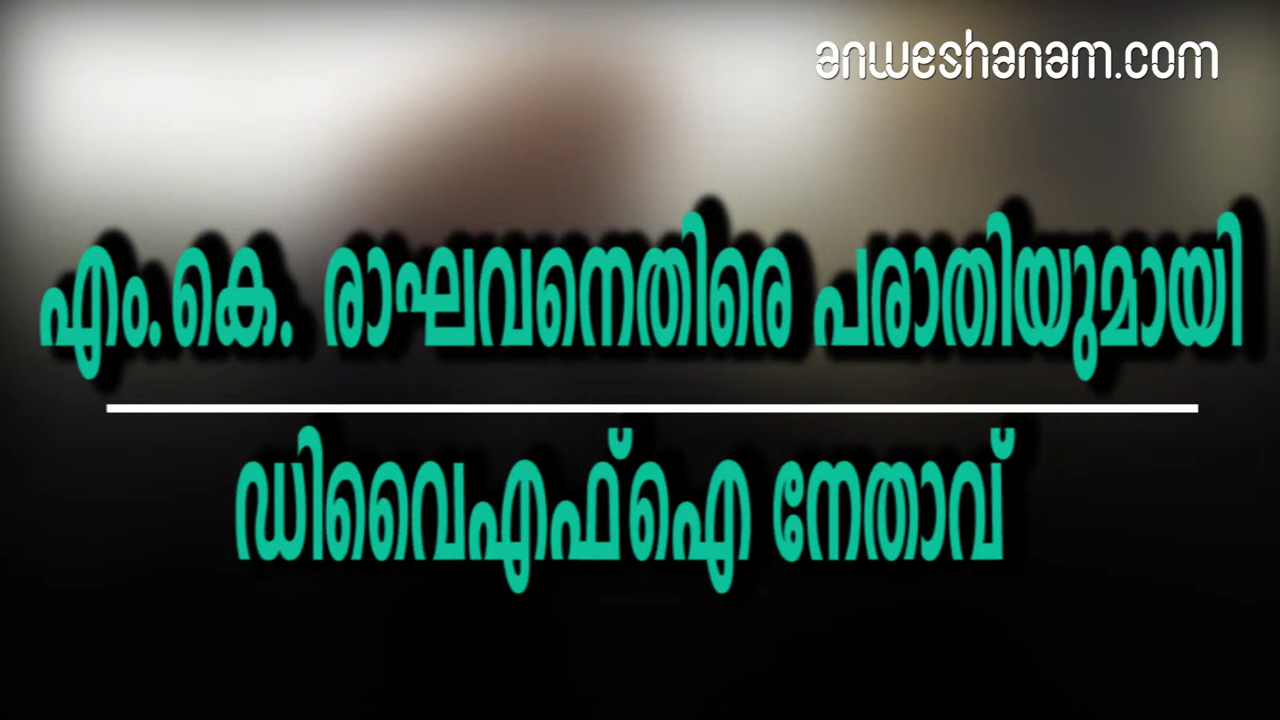 anweshanam.com
എം.കെ. രാഘവനെതിരെ പരാതിയുമായി
ഡിവൈഎഫ്ഐ നേതാവ്